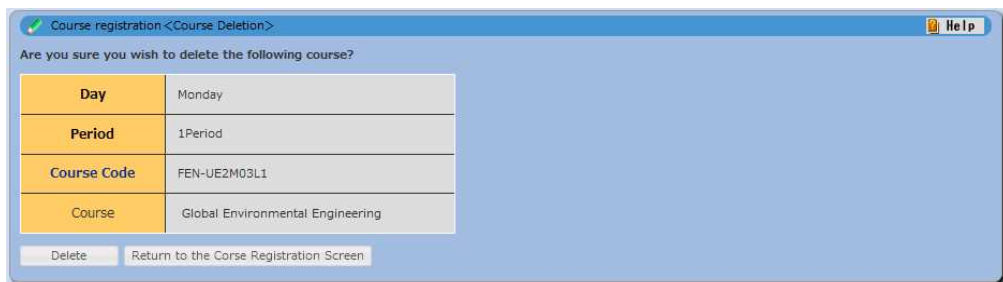 Course registration<Course Deletion>
Help
Are you sure you wish to delete the following course?
Day Monday
Period 1Period
Course Code FEN-UE2M03L1
Course Global Environmental Engineering
Delete Return to the Corse Registration Screen